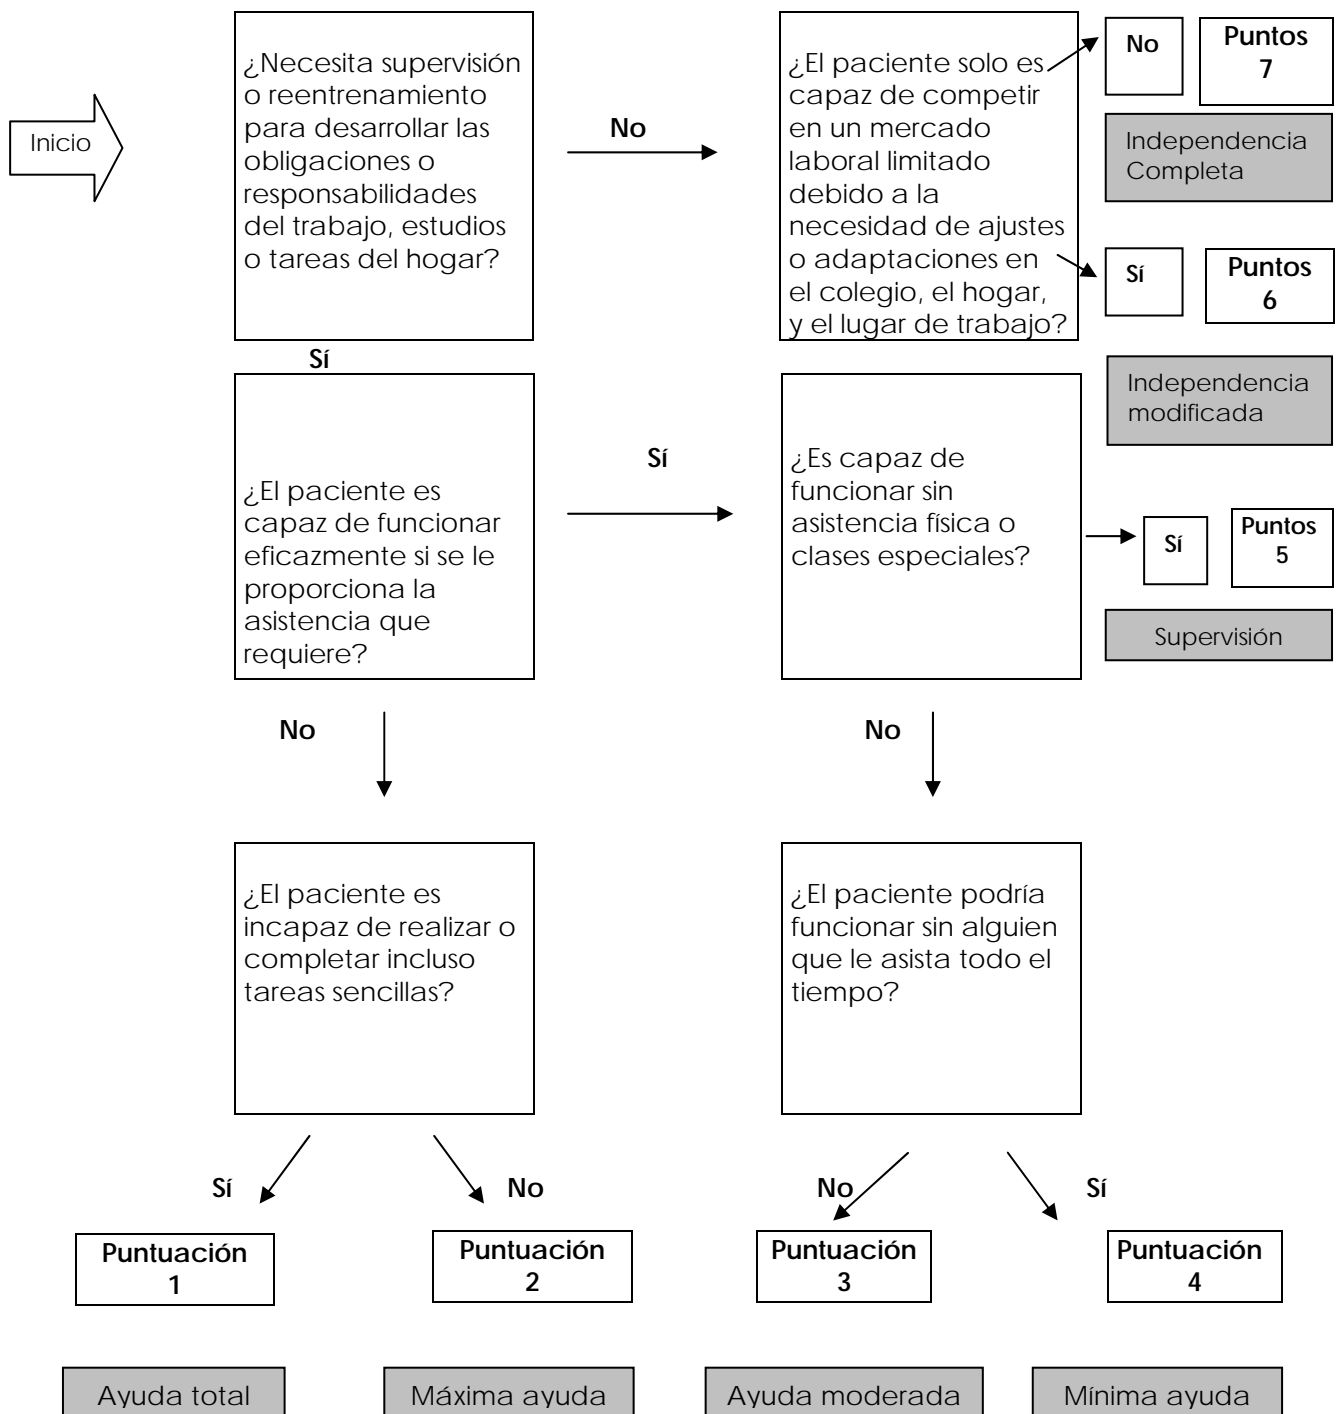 Inicio
¿Necesita supervisión
o reentrenamiento
para desarrollar las
obligaciones o
responsabilidades
del trabajo, estudios
o tareas del hogar?
No
¿El paciente solo es
capaz de competir
en un mercado
laboral limitado
debido a la
necesidad de ajustes
o adaptaciones en
el colegio, el hogar,
y el lugar de trabajo?
No
Puntos
7
Independencia
Completa
Sí
Puntos
6
Independencia
modificada
Sí
¿El paciente es
capaz de funcionar
eficazmente si se le
proporciona la
asistencia que
requiere?
Sí
¿Es capaz de
funcionar sin
asistencia física o
clases especiales?
Sí
Puntos
5
Supervisión
No
No
¿El paciente es
incapaz de realizar o
completar incluso
tareas sencillas?
¿El paciente podría
funcionar sin alguien
que le asista todo el
tiempo?
Sí
No
No
Sí
Puntuación
1
Puntuación
2
Puntuación
3
Puntuación
4
Ayuda total
Máxima ayuda
Ayuda moderada
Mínima ayuda